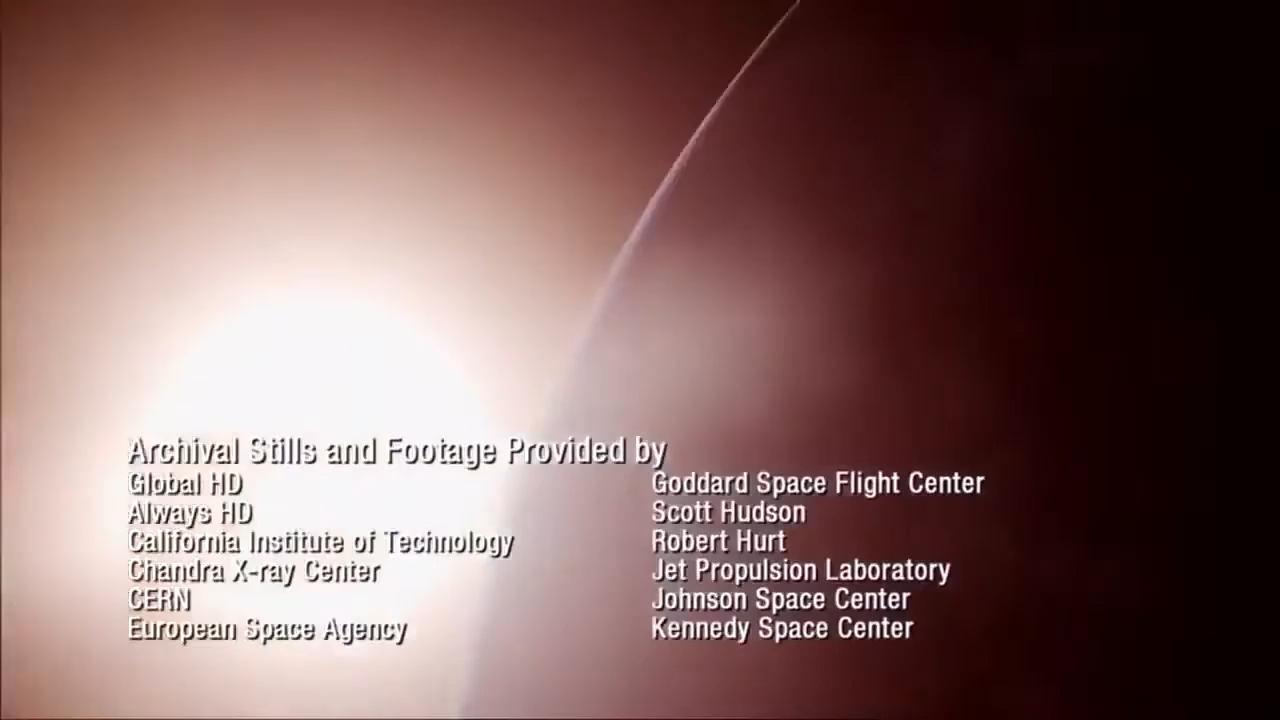 Archival Stills and Footage Provided by
Global HD
Always HD
California Institute of Technology
Chandra X-ray Center
CERN
European Space Agency
Goddard Space Flight Center
Scott Hudson
Robert Hurt
Jet Propulsion Laboratory
Johnson Space Center
Kennedy Space Center